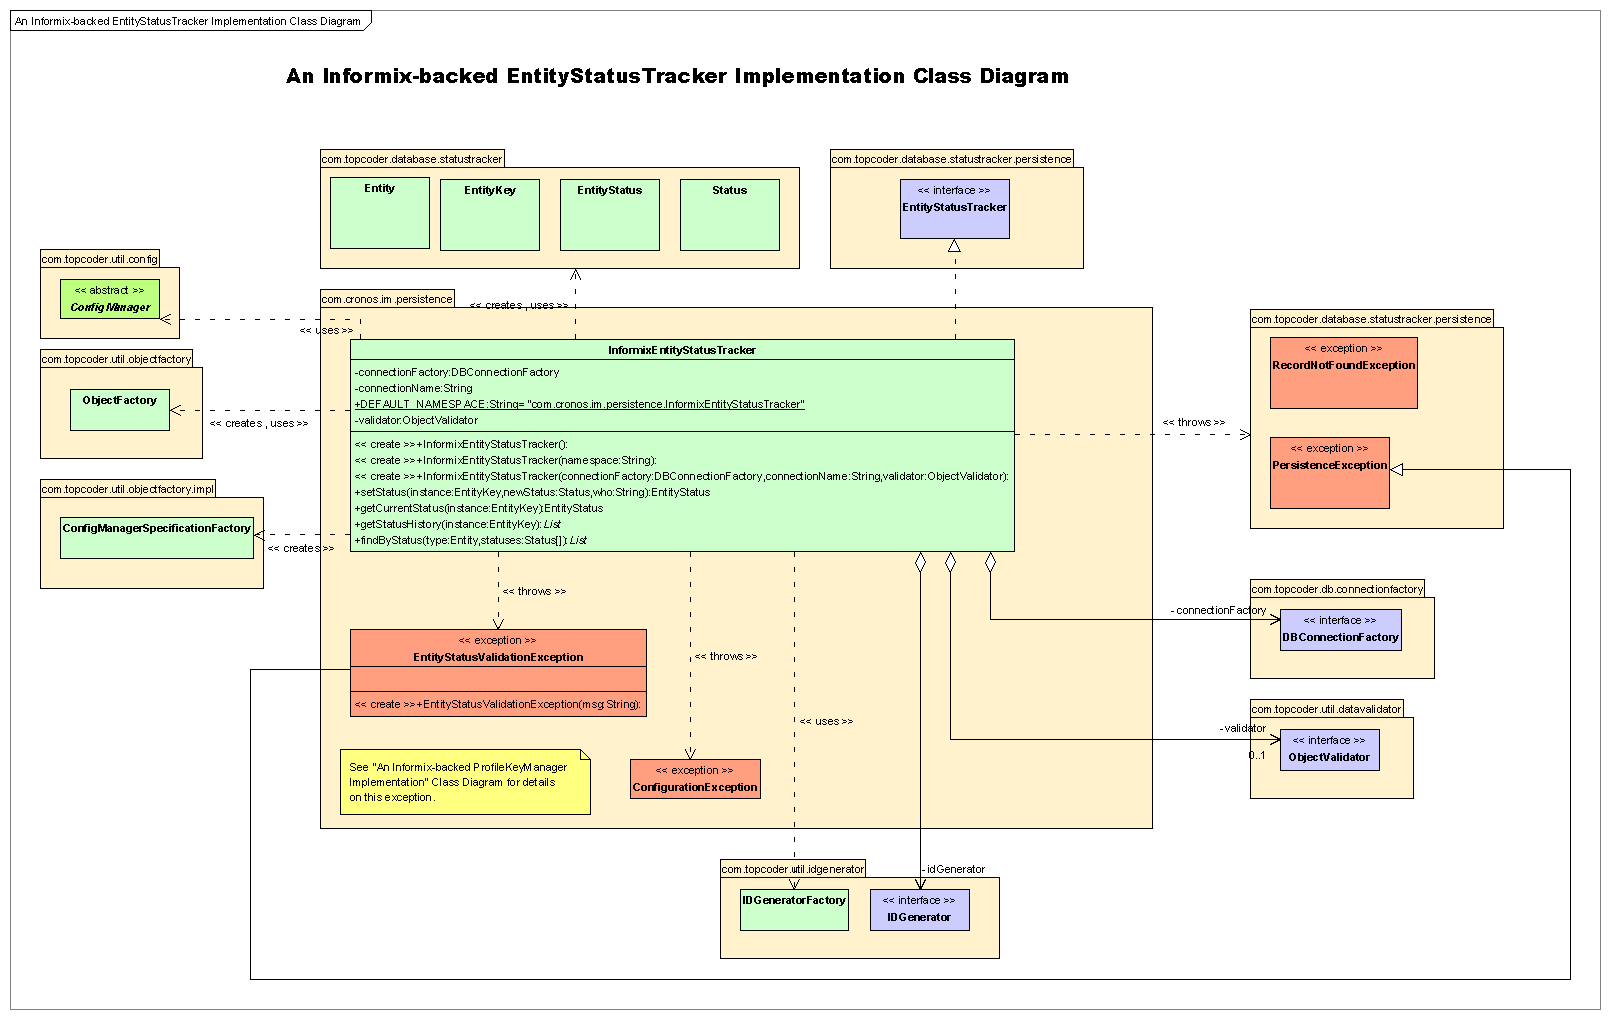 An Informix-backed EntityStatusTracker Implementation Class Diagram
An Informix-backed EntityStatusTracker Implementation Class Diagram
com.topcoder.database.statustracker
Entity
EntityKey
EntityStatus
Status
com.topcoder.database.statustracker.persistence
<< interface >>
EntityStatusTracker
com.topcoder.util.config
<< abstract >>
ConfigManager
<< uses >>
com.cronos.im.persistence
<< creates , uses >>
com.topcoder.database.statustracker.persistence
<< exception >>
RecordNotFoundException
<< exception >>
PersistenceException
<< throws >>
com.topcoder.util.objectfactory
ObjectFactory
<< creates , uses >>
com.topcoder.util.objectfactory.impl
ConfigManagerSpecificationFactory
<< creates >>
InformixEntityStatusTracker
-connectionFactory:DBConnectionFactory
-connectionName:String
+DEFAULT_NAMESPACE:String= "com.cronos.im.persistence.InformixEntityStatusTracker"
-validator:ObjectValidator
<< create >>+InformixEntityStatusTracker():
<< create >>+InformixEntityStatusTracker(namespace:String):
<< create >>+InformixEntityStatusTracker(connectionFactory:DBConnectionFactory,connectionName:String,validator:ObjectValidator):
+setStatus(instance:EntityKey,newStatus:Status,who:String):EntityStatus
+getCurrentStatus(instance:EntityKey):EntityStatus
+getStatusHistory(instance:EntityKey):List
+findByStatus(type:Entity,statuses:Status[]):List
<< throws >>
<< exception >>
EntityStatusValidationException
<< create >>+EntityStatusValidationException(msg:String):
<< throws >>
<< uses >>
com.topcoder.db.connectionfactory
-connectionFactory
<< interface >>
DBConnectionFactory
com.topcoder.util.datavalidator
-validator
0..1
<< interface >>
ObjectValidator
See "An Informix-backed ProfileKeyManager
Implementation" Class Diagram for details
on this exception.
<< exception >>
ConfigurationException
com.topcoder.util.idgenerator
-idGenerator
IDGeneratorFactory
<< interface >>
IDGenerator